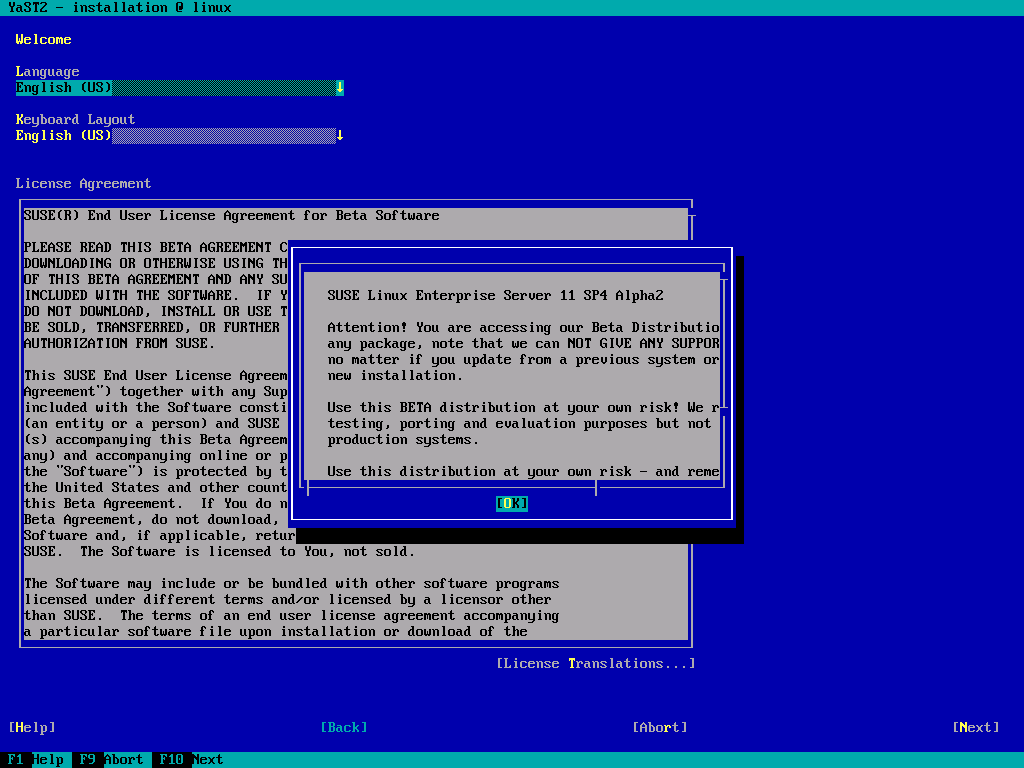 YaST2 - installation @ linux
Welcome
Language
English (US)
Keyboard Layout
English (US)
License Agreement
SUSE(R) End User License Agreement for Beta Software
PLEASE READ THIS BETA AGREEMENT C
DOWNLOADING OR OTHERWISE USING TH
OF THIS BETA AGREEMENT AND ANY SU
INCLUDED WITH THE SOFTWARE.  IF Y
DO NOT DOWNLOAD, INSTALL OR USE T
BE SOLD, TRANSFERRED, OR FURTHER
AUTHORIZATION FROM SUSE.
This SUSE End User License Agreem
Agreement") together with any Sup
included with the Software consti
(an entity or a person) and SUSE
(s) accompanying this Beta Agreem
any) and accompanying online or p
the "Software") is protected by t
the United States and other count
this Beta Agreement.  If You do n
Beta Agreement, do not download,
Software and, if applicable, retur
SUSE.  The Software is licensed to You, not sold.
The Software may include or be bundled with other software programs
licensed under different terms and/or licensed by a licensor other
than SUSE.  The terms of an end user license agreement accompanying
a particular software file upon installation or download of the
SUSE Linux Enterprise Server 11 SP4 Alpha2
Attention! You are accessing our Beta Distributio
any package, note that we can NOT GIVE ANY SUPPOR
no matter if you update from a previous system or
new installation.
Use this BETA distribution at your own risk! We r
testing, porting and evaluation purposes but not
production systems.
Use this distribution at your own risk - and reme
[OK]
[License Translations...]
[Help] [Back] [Abort] [Next]
F1 Help F9 Abort F10 Next